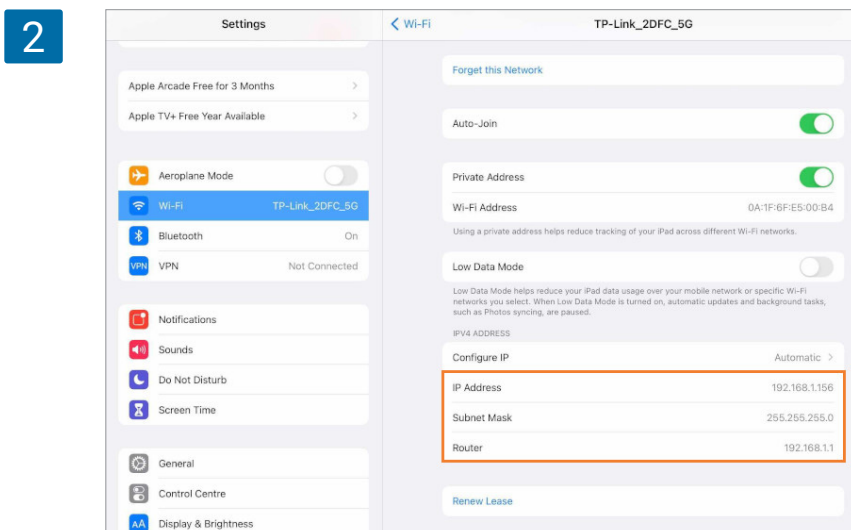 2
Settings
Apple Arcade Free for 3 Months
Apple TV+ Free Year Available
Aeroplane Mode
Wi-Fi TP-Link_2DFC_5G
Bluetooth On
VPN VPN Not Connected
Notifications
Sounds
Do Not Disturb
Screen Time
General
Control Centre
AA Display & Brightness
Wi-Fi TP-Link_2DFC_5G
Forget this Network
Auto-Join
Private Address
Wi-Fi Address 0A:1F:6F:E5:00:B4
Using a private address helps reduce tracking of your iPad across different Wi-Fi networks.
Low Data Mode
Low Data Mode helps reduce your iPad data usage over your mobile network or specific Wi-Fi
networks you select. When Low Data Mode is turned on, automatic updates and background tasks,
such as Photos syncing, are paused.
IPV4 ADDRESS
Configure IP Automatic
IP Address 192.168.1.156
Subnet Mask 255.255.255.0
Router 192.168.1.1
Renew Lease